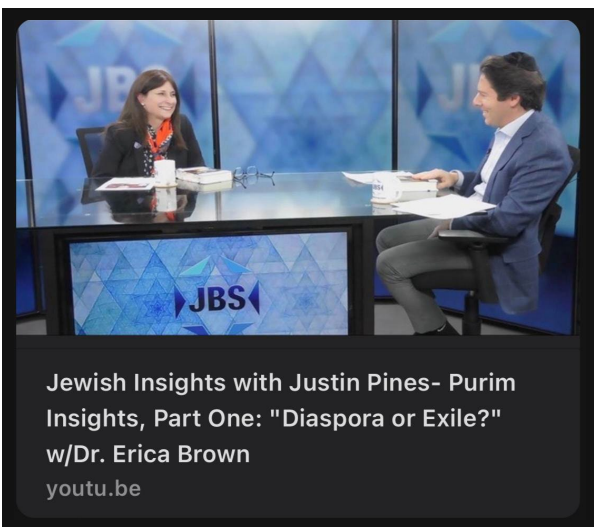 JBS
JBS
JBS
JBS
Jewish Insights with Justin Pines- Purim
Insights, Part One: "Diaspora or Exile?"
w/Dr. Erica Brown
youtu.be